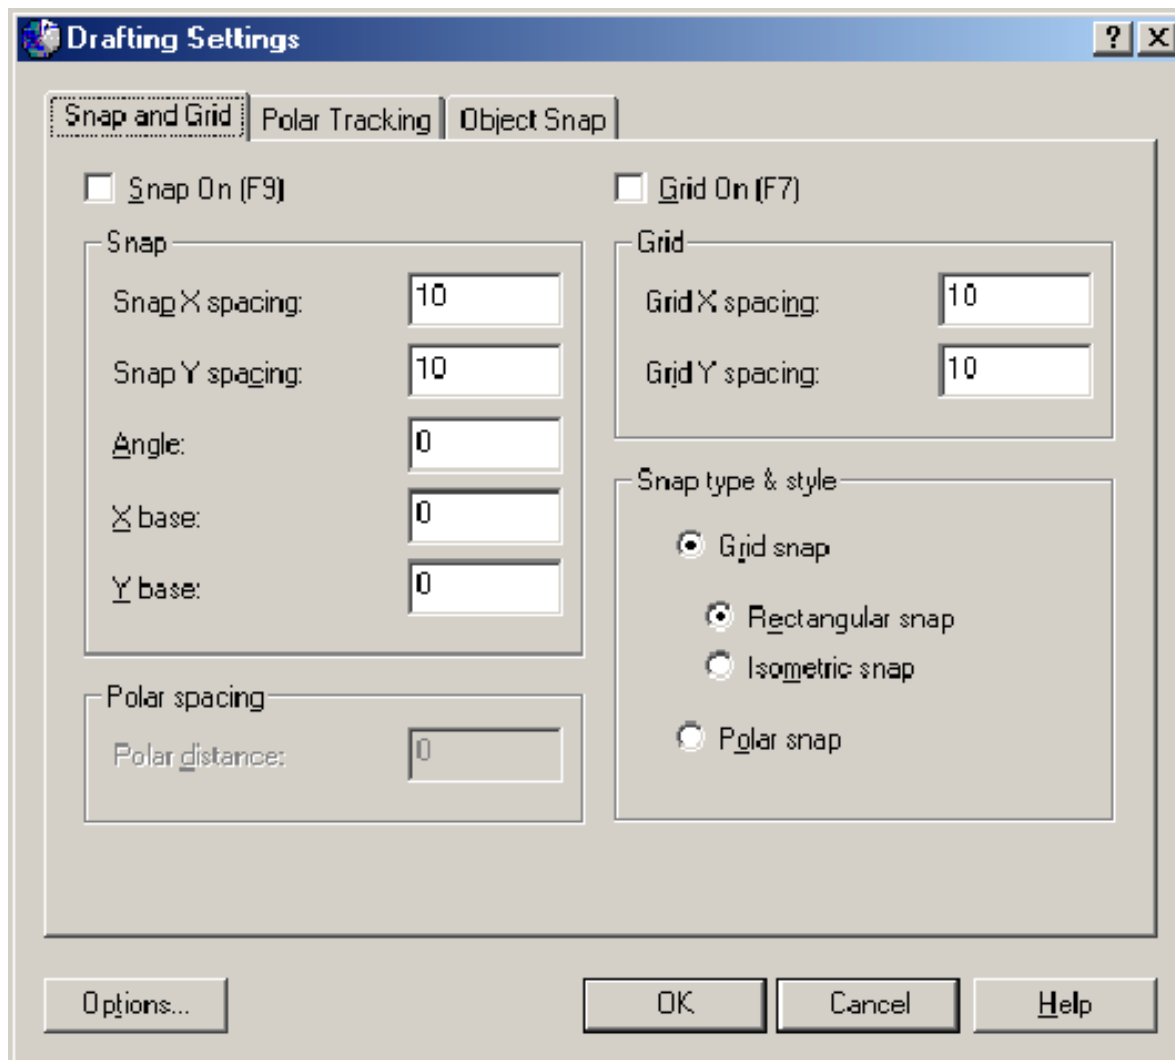 Drafting Settings
Snap and Grid
Polar Tracking
Object Snap
Snap On (F9)
Snap
Snap X spacing: 10
Snap Y spacing: 10
Angle: 0
X base: 0
Y base: 0
Polar spacing
Polar distance: 0
Grid On (F7)
Grid
Grid X spacing: 10
Grid Y spacing: 10
Snap type & style
Grid snap
Rectangular snap
Isometric snap
Polar snap
Options...
OK
Cancel
Help